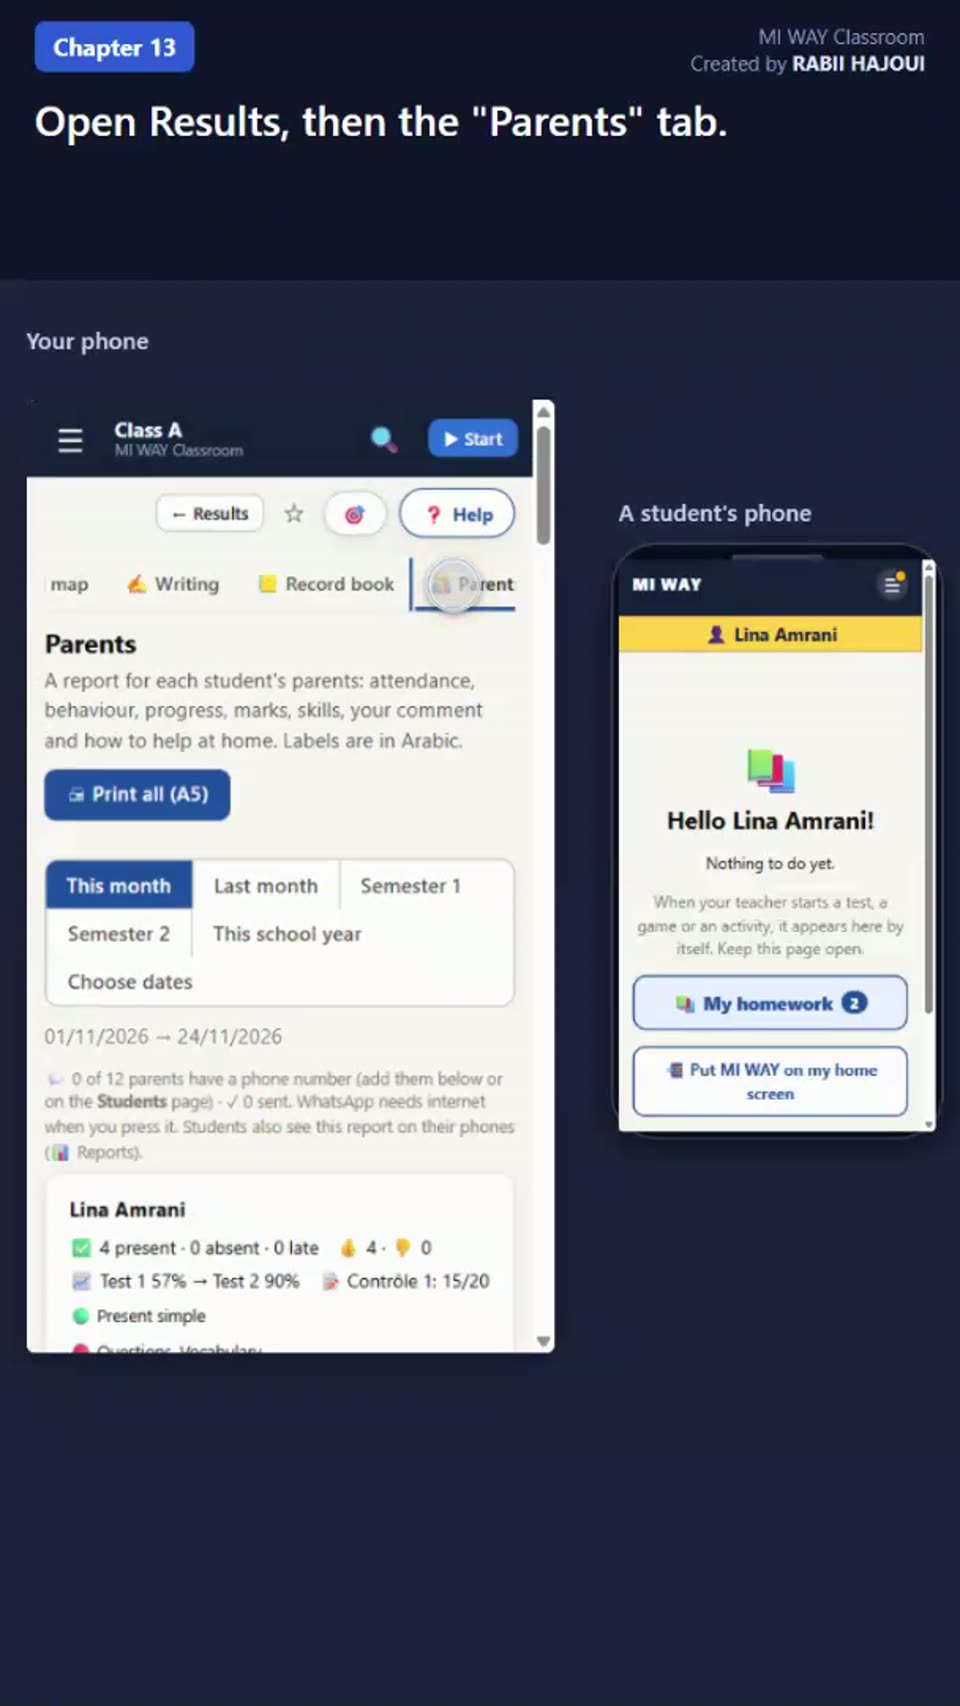 Chapter 13
MI WAY Classroom
Created by RABII HAJOUI
Open Results, then the "Parents" tab.
Your phone
Class A
MI WAY Classroom
▶ Start
← Results
Help
map
Writing
Record book
Parent
Parents
A report for each student's parents: attendance,
behaviour, progress, marks, skills, your comment
and how to help at home. Labels are in Arabic.
Print all (A5)
This month
Last month
Semester 1
Semester 2
This school year
Choose dates
01/11/2026 → 24/11/2026
0 of 12 parents have a phone number (add them below or
on the Students page) · ✓ 0 sent. WhatsApp needs internet
when you press it. Students also see this report on their phones
( Reports).
Lina Amrani
4 present · 0 absent · 0 late 4 · 0
Test 1 57% → Test 2 90% Contrôle 1: 15/20
Present simple
Questions, Vocabulary
A student's phone
MI WAY
Lina Amrani
Hello Lina Amrani!
Nothing to do yet.
When your teacher starts a test, a
game or an activity, it appears here by
itself. Keep this page open.
My homework 2
Put MI WAY on my home
screen